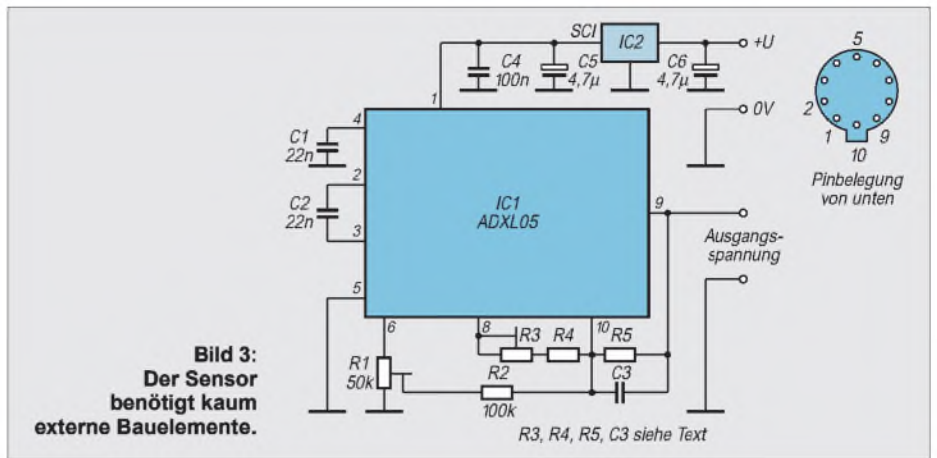 SCI
IC2
+U
C4
100n
C5
4,7µ
C6
4,7µ
0V
5
2
1
9
10
Pinbelegung
von unten
1
4
C1
22n
2
C2
22n
3
IC1
ADXL05
9
Ausgangs-
spannung
5
6
8
10
R3
R4
R5
R1
50k
R2
100k
C3
R3, R4, R5, C3 siehe Text
Bild 3:
Der Sensor
benötigt kaum
externe Bauelemente.